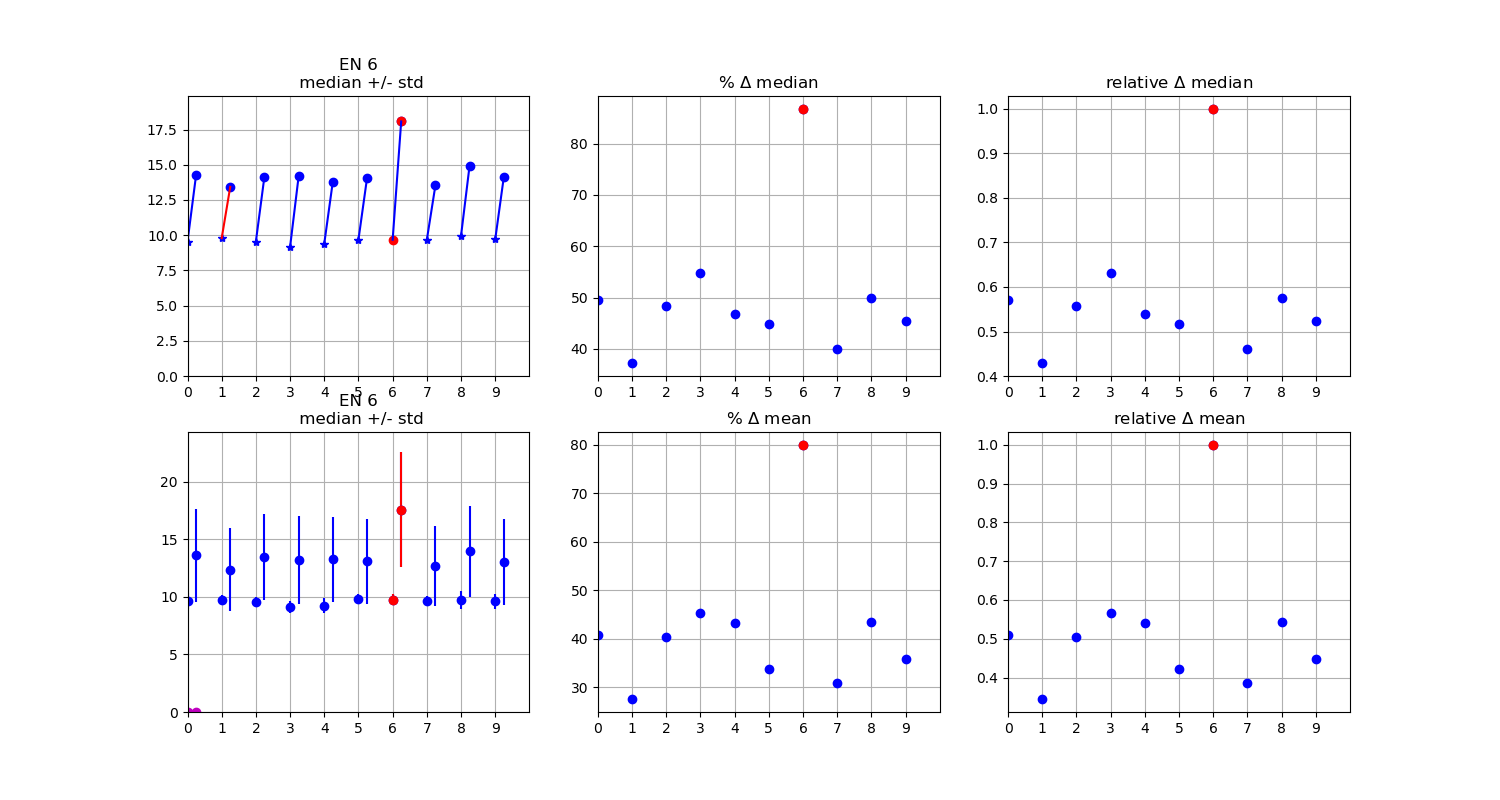 EN 6
median +/- std
17.5
15.0
12.5
10.0
7.5
5.0
2.5
0.0
0 1 2 3 4 5 6 7 8 9
% Δ median
80
70
60
50
40
0 1 2 3 4 5 6 7 8 9
relative Δ median
1.0
0.9
0.8
0.7
0.6
0.5
0.4
0 1 2 3 4 5 6 7 8 9
EN 6
median +/- std
20
15
10
5
0
0 1 2 3 4 5 6 7 8 9
% Δ mean
80
70
60
50
40
30
0 1 2 3 4 5 6 7 8 9
relative Δ mean
1.0
0.9
0.8
0.7
0.6
0.5
0.4
0 1 2 3 4 5 6 7 8 9